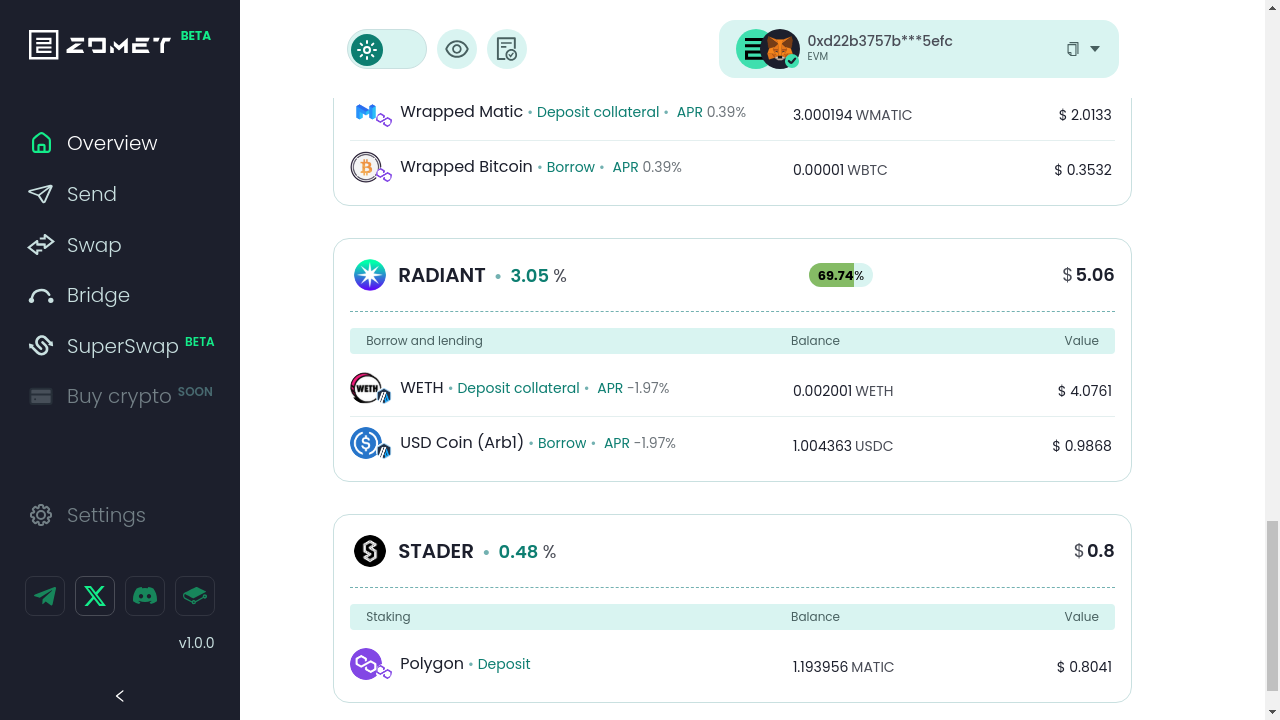 ZOMET BETA
Overview
Send
Swap
Bridge
SuperSwap BETA
Buy crypto SOON
Settings
v1.0.0
0xd22b3757b***5efc
EVM
Wrapped Matic • Deposit collateral • APR 0.39% 3.000194 WMATIC $ 2.0133
Wrapped Bitcoin • Borrow • APR 0.39% 0.00001 WBTC $ 0.3532
RADIANT • 3.05 % 69.74% $ 5.06
Borrow and lending Balance Value
WETH
WETH • Deposit collateral • APR -1.97% 0.002001 WETH $ 4.0761
USD Coin (Arb1) • Borrow • APR -1.97% 1.004363 USDC $ 0.9868
STADER • 0.48 % $ 0.8
Staking Balance Value
Polygon • Deposit 1.193956 MATIC $ 0.8041